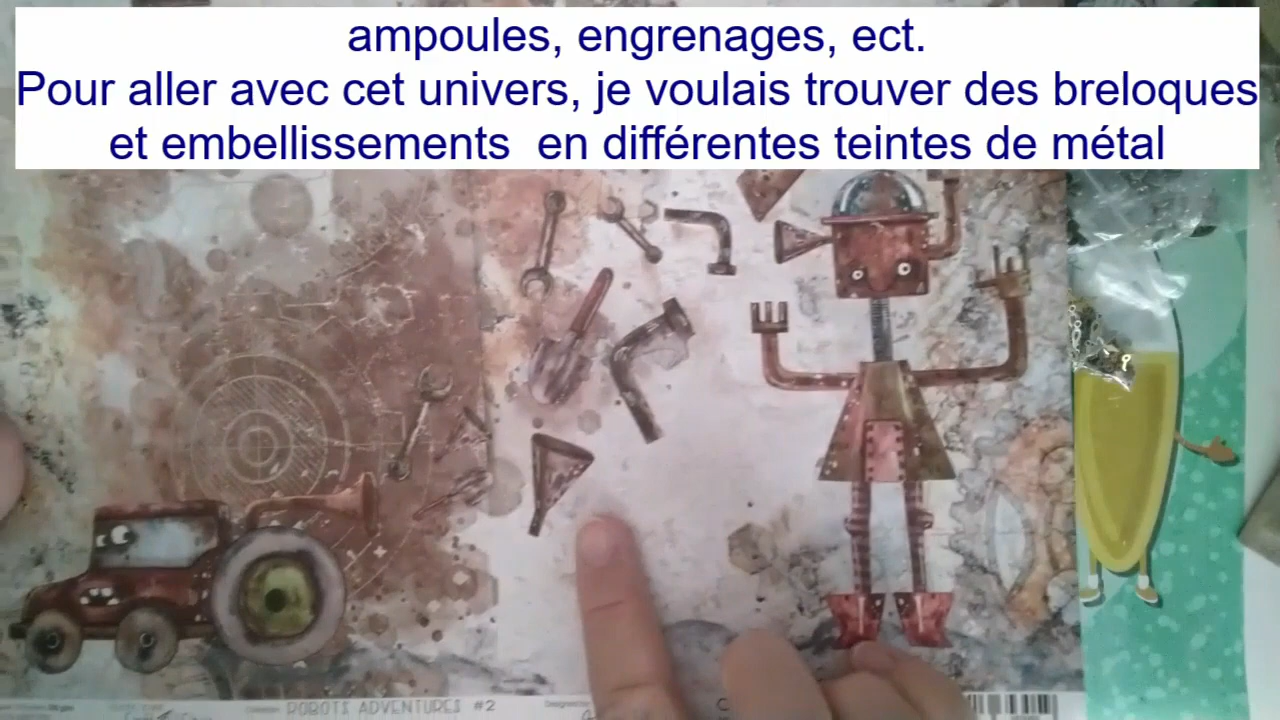 ampoules, engrenages, ect.
Pour aller avec cet univers, je voulais trouver des breloques
et embellissements  en différentes teintes de métal
ROBOTS ADVENTURES #2